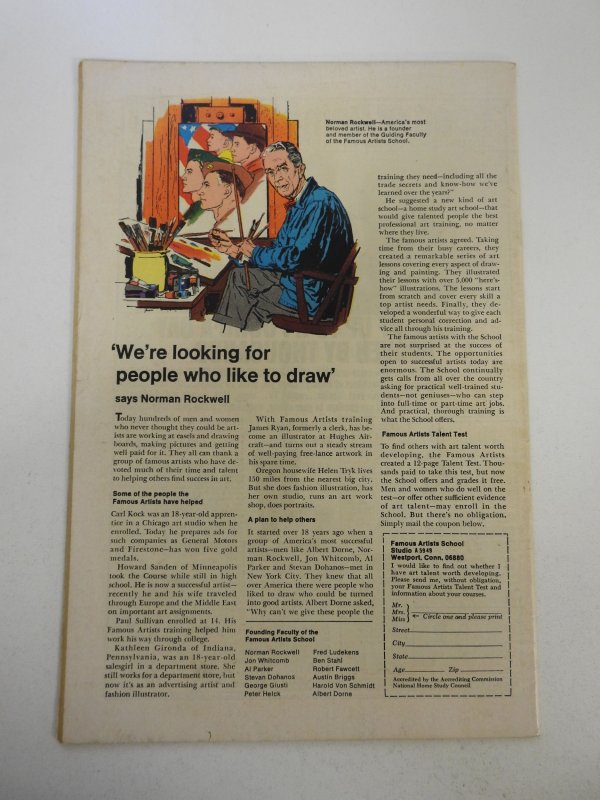 Norman Rockwell—America's most
beloved artist. He is a founder
and member of the Guiding Faculty
of the Famous Artists School.
'We're looking for
people who like to draw'
says Norman Rockwell
Today hundreds of men and women
who never thought they could be art-
ists are working at easels and drawing
boards, making pictures and getting
well paid for it. They all can thank a
group of famous artists who have de-
voted much of their time and talent
to helping others find success in art.
Some of the people the
Famous Artists have helped
Carl Kock was an 18-year-old appren-
tice in a Chicago art studio when he
enrolled. Today he prepares ads for
such companies as General Motors
and Firestone—has won five gold
medals.
Howard Sanden of Minneapolis
took the Course while still in high
school. He is now a successful artist—
recently he and his wife traveled
through Europe and the Middle East
on important art assignments.
Paul Sullivan enrolled at 14. His
Famous Artists training helped him
work his way through college.
Kathleen Gironda of Indiana,
Pennsylvania, was an 18-year-old
salesgirl in a department store. She
still works for a department store, but
now it's as an advertising artist and
fashion illustrator.
With Famous Artists training
James Ryan, formerly a clerk, has be-
come an illustrator at Hughes Air-
craft—and turns out a steady stream
of well-paying free-lance artwork in
his spare time.
Oregon housewife Helen Tryk lives
150 miles from the nearest big city.
But she does fashion illustration, has
her own studio, runs an art work
shop, does portraits.
A plan to help others
It started over 18 years ago when a
group of America's most successful
artists—men like Albert Dorne, Nor-
man Rockwell, Jon Whitcomb, Al
Parker and Stevan Dohanos—met in
New York City. They knew that all
over America there were people who
liked to draw who could be turned
into good artists. Albert Dorne asked,
"Why can't we give these people the
Founding Faculty of the
Famous Artists School
Norman Rockwell
Jon Whitcomb
Al Parker
Stevan Dohanos
George Giusti
Peter Helck
Fred Ludekens
Ben Stahl
Robert Fawcett
Austin Briggs
Harold Von Schmidt
Albert Dorne
training they need—including all the
trade secrets and know-how we've
learned over the years?"
He suggested a new kind of art
school—a home study art school—that
would give talented people the best
professional art training, no matter
where they live.
The famous artists agreed. Taking
time from their busy careers, they
created a remarkable series of art
lessons covering every aspect of draw-
ing and painting. They illustrated
their lessons with over 5,000 "here's-
how" illustrations. The lessons start
from scratch and cover every skill a
top artist needs. Finally, they de-
veloped a wonderful way to give each
student personal correction and ad-
vice all through his training.
The famous artists with the School
are not surprised at the success of
their students. The opportunities
open to successful artists today are
enormous. The School continually
gets calls from all over the country
asking for practical well-trained stu-
dents—not geniuses—who can step
into full-time or part-time art jobs.
And practical, thorough training is
what the School offers.
Famous Artists Talent Test
To find others with art talent worth
developing, the Famous Artists
created a 12-page Talent Test. Thou-
sands paid to take this test, but now
the School offers and grades it free.
Men and women who do well on the
test—or offer other sufficient evidence
of art talent—may enroll in the
School. But there's no obligation.
Simply mail the coupon below.
Famous Artists School
Studio A5949
Westport, Conn. 06880
I would like to find out whether I
have art talent worth developing.
Please send me, without obligation,
your Famous Artists Talent Test and
information about your courses.
Mr.
Mrs.
Miss
Circle one and please print
Street
City
State
Age Zip
Accredited by the Accrediting Commission
National Home Study Council